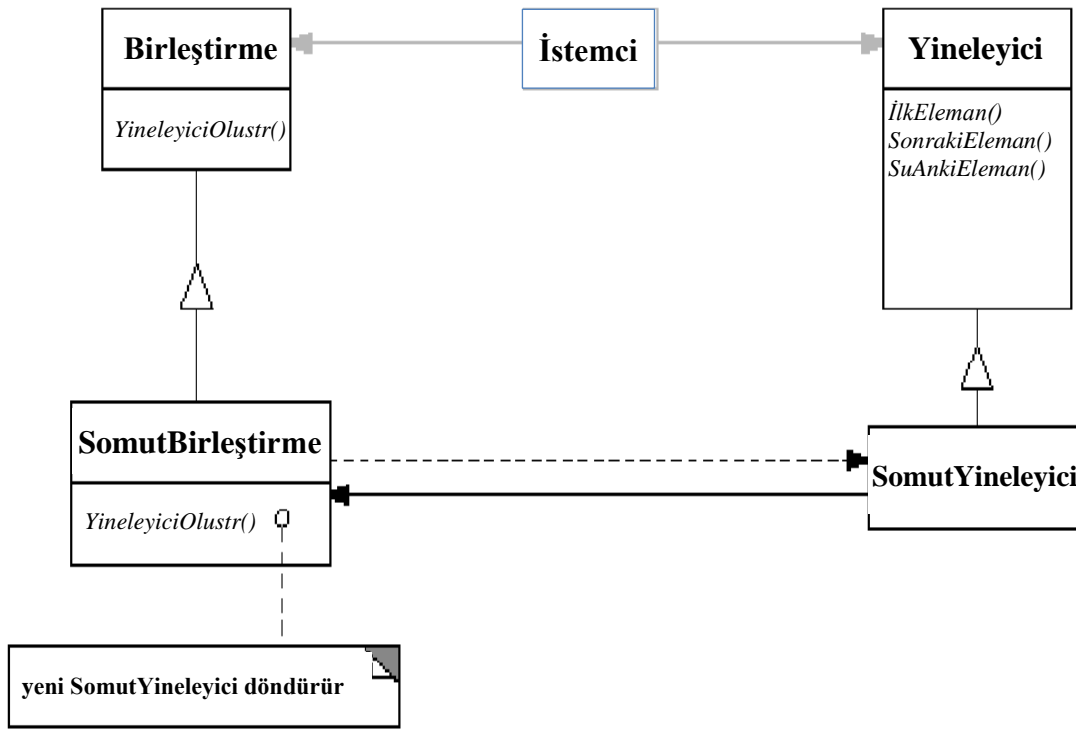 Birleştirme
YineleyiciOlustr()
İstemci
Yineleyici
İlkEleman()
SonrakiEleman()
SuAnkiEleman()
SomutBirleştirme
YineleyiciOlustr()
SomutYineleyici
yeni SomutYineleyici döndürür